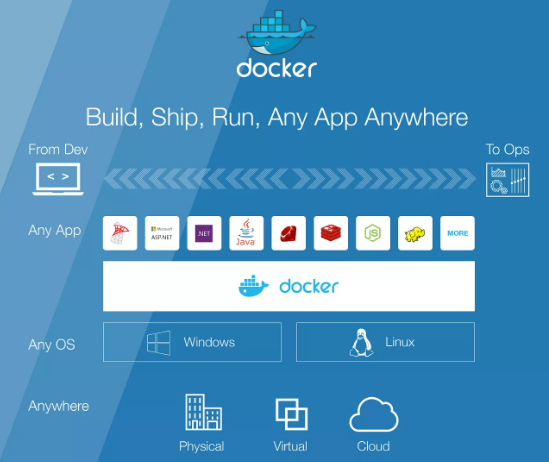 docker
Build, Ship, Run, Any App Anywhere
From Dev
To Ops
< >
Any App
Microsoft
ASP.NET
.NET
Java
JS
MORE
docker
Any OS
Windows
Linux
Anywhere
Physical
Virtual
Cloud